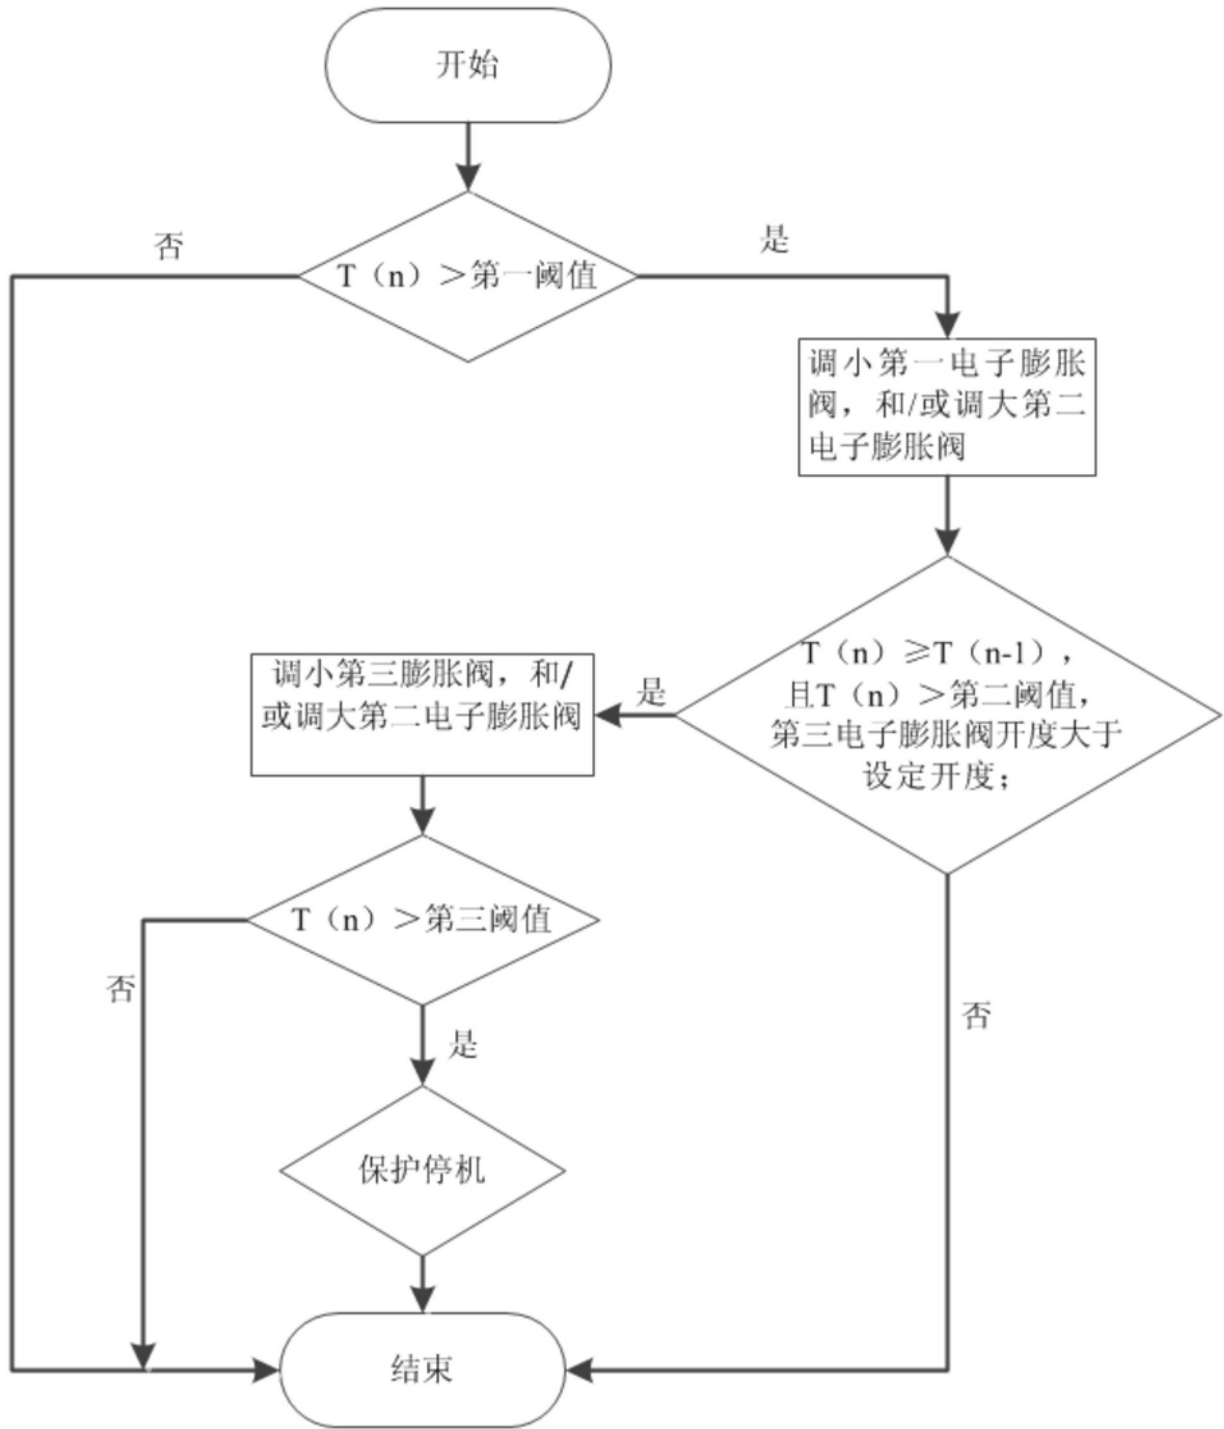 开始
否
是
T（n）＞第一阈值
调小第一电子膨胀
阀，和/或调大第二
电子膨胀阀
T（n）≥T（n-1），
且T（n）＞第二阈值，
第三电子膨胀阀开度大于
设定开度；
是
调小第三膨胀阀，和/
或调大第二电子膨胀阀
T（n）＞第三阈值
否
是
否
保护停机
结束